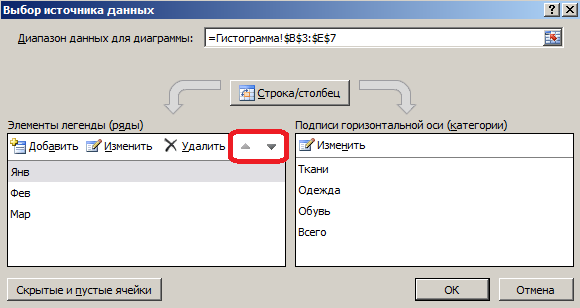 Выбор источника данных
Диапазон данных для диаграммы: =Гистограмма!$B$3:$E$7
Строка/столбец
Элементы легенды (ряды)
Добавить Изменить Удалить
Янв
Фев
Мар
Подписи горизонтальной оси (категории)
Изменить
Ткани
Одежда
Обувь
Всего
Скрытые и пустые ячейки
ОК
Отмена